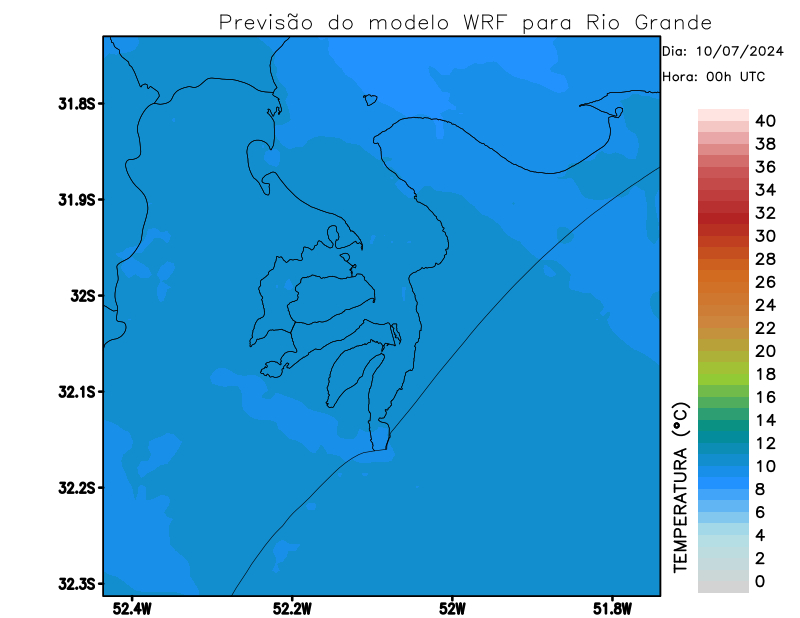 Previsão do modelo WRF para Rio Grande
Dia: 10/07/2024
Hora: 00h UTC
31.8S
31.9S
32S
32.1S
32.2S
32.3S
52.4W
52.2W
52W
51.8W
40
38
36
34
32
30
28
26
24
22
20
18
16
14
12
10
8
6
4
2
0
TEMPERATURA (°C)